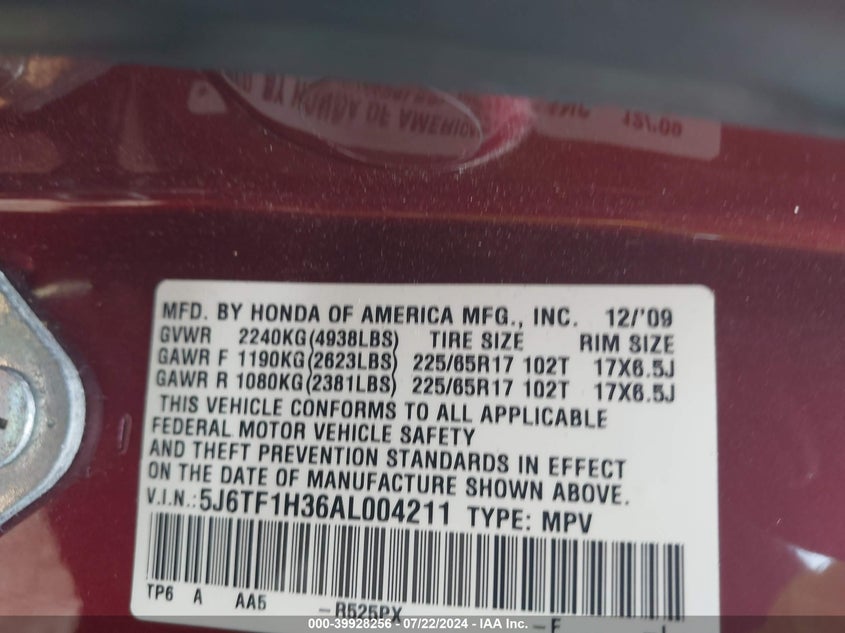 MFD. BY HONDA OF AMERICA MFG., INC. 12/'09
GVWR 2240KG(4938LBS) TIRE SIZE RIM SIZE
GAWR F 1190KG(2623LBS) 225/65R17 102T 17X6.5J
GAWR R 1080KG(2381LBS) 225/65R17 102T 17X6.5J
THIS VEHICLE CONFORMS TO ALL APPLICABLE
FEDERAL MOTOR VEHICLE SAFETY
AND THEFT PREVENTION STANDARDS IN EFFECT
ON THE DATE OF MANUFACTURE SHOWN ABOVE.
V.I.N.:5J6TF1H36AL004211 TYPE: MPV
TP6 A AA5 -R525PX
000-39928256 - 07/22/2024 - IAA Inc.